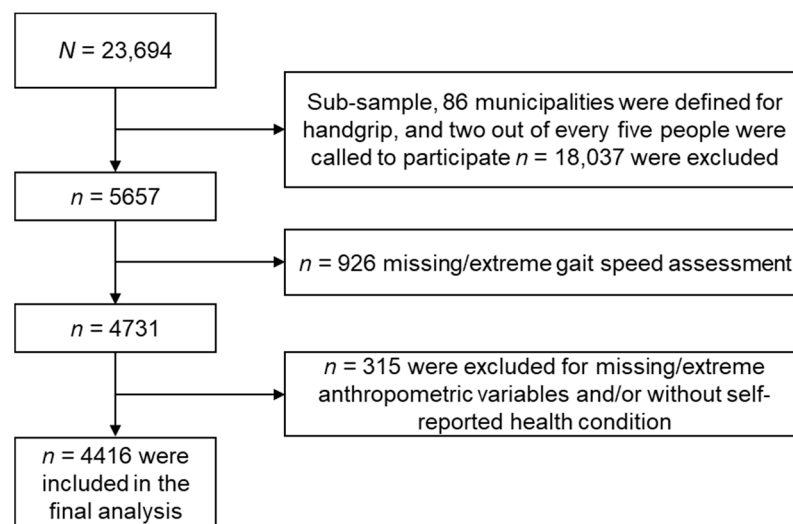 N = 23,694
Sub-sample, 86 municipalities were defined for
handgrip, and two out of every five people were
called to participate n = 18,037 were excluded
n = 5657
n = 926 missing/extreme gait speed assessment
n = 4731
n = 315 were excluded for missing/extreme
anthropometric variables and/or without self-
reported health condition
n = 4416 were
included in the
final analysis